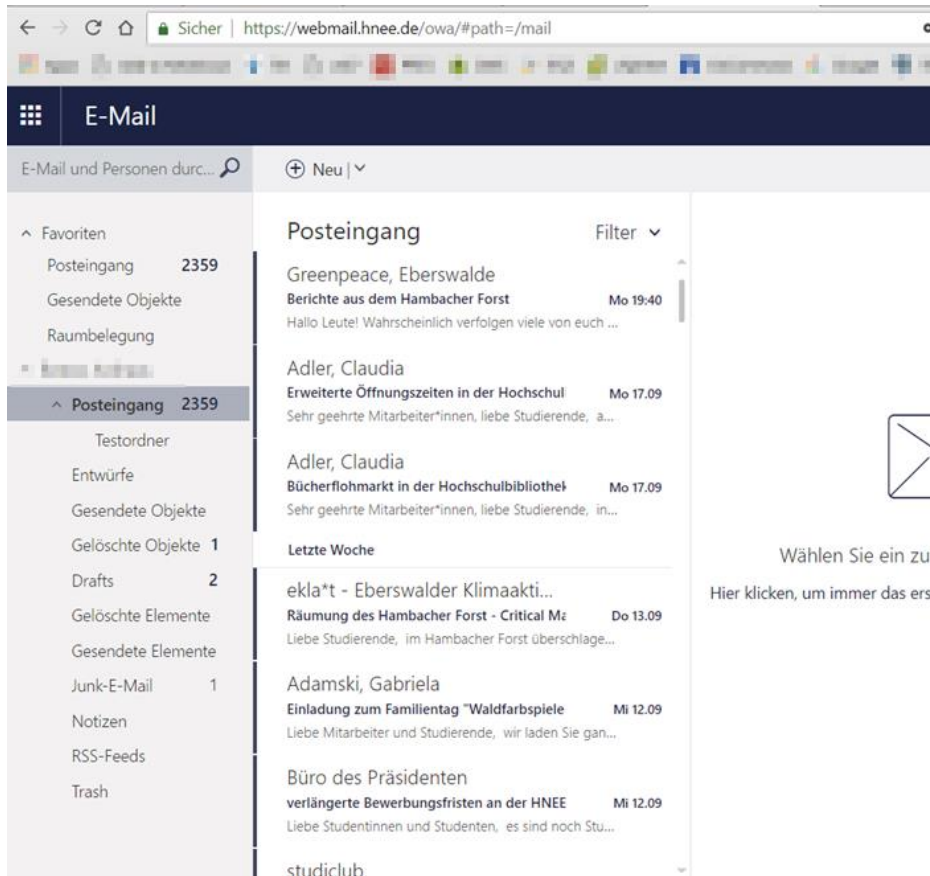 Sicher | https://webmail.hnee.de/owa/#path=/mail
E-Mail
E-Mail und Personen durc...
Neu
Favoriten
Posteingang 2359
Gesendete Objekte
Raumbelegung
Posteingang 2359
Testordner
Entwürfe
Gesendete Objekte
Gelöschte Objekte 1
Drafts 2
Gelöschte Elemente
Gesendete Elemente
Junk-E-Mail 1
Notizen
RSS-Feeds
Trash
Posteingang Filter
Greenpeace, Eberswalde
Berichte aus dem Hambacher Forst Mo 19:40
Hallo Leute! Wahrscheinlich verfolgen viele von euch ...
Adler, Claudia
Erweiterte Öffnungszeiten in der Hochschul Mo 17.09
Sehr geehrte Mitarbeiter*innen, liebe Studierende, a...
Adler, Claudia
Bücherflohmarkt in der Hochschulbibliothek Mo 17.09
Sehr geehrte Mitarbeiter*innen, liebe Studierende, in...
Letzte Woche
ekla*t - Eberswalder Klimaakti...
Räumung des Hambacher Forst - Critical Ma Do 13.09
Liebe Studierende, im Hambacher Forst überschlage...
Adamski, Gabriela
Einladung zum Familientag "Waldfarbspiele Mi 12.09
Liebe Mitarbeiter und Studierende, wir laden Sie gan...
Büro des Präsidenten
verlängerte Bewerbungsfristen an der HNEE Mi 12.09
Liebe Studentinnen und Studenten, es sind noch Stu...
studiclub
Wählen Sie ein zu
Hier klicken, um immer das ers